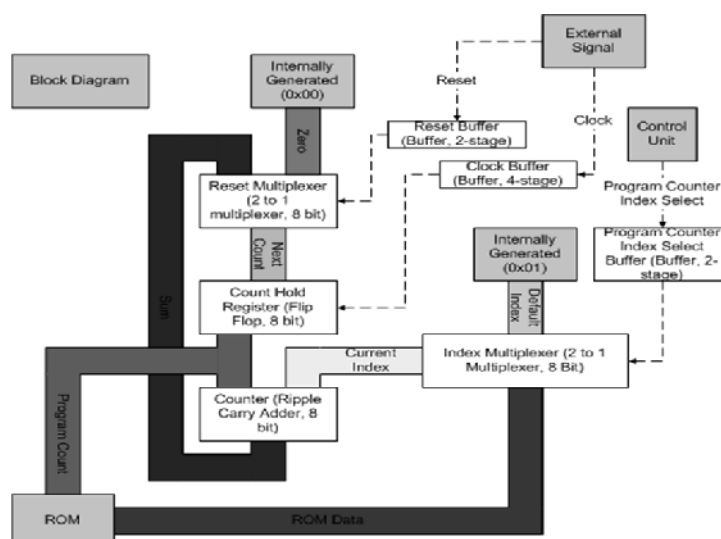 External
Signal
Internally
Generated
(0x00)
Block Diagram
Reset
Clock
Control
Unit
Zero
Reset Buffer
(Buffer, 2-stage)
Clock Buffer
(Buffer, 4-stage)
Reset Multiplexer
(2 to 1
multiplexer, 8 bit)
Program Counter
Index Select
Next
Count
Internally
Generated
(0x01)
Program Counter
Index Select
Buffer (Buffer, 2-
stage)
Sum
Count Hold
Register (Flip
Flop, 8 bit)
Default
Index
Current
Index
Index Multiplexer (2 to 1
Multiplexer, 8 Bit)
Counter (Ripple
Carry Adder, 8
bit)
Program Count
ROM
ROM Data